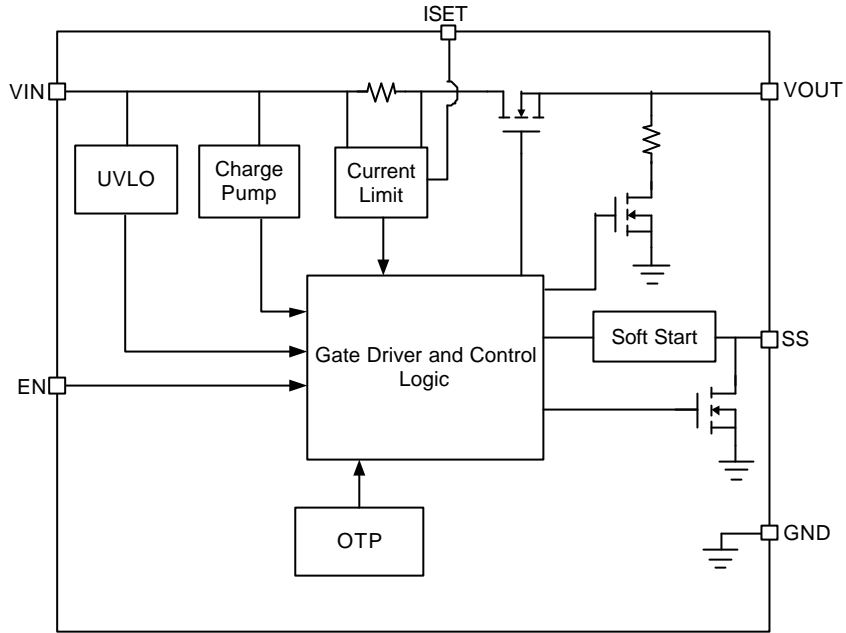 ISET
VIN
VOUT
UVLO
Charge
Pump
Current
Limit
Soft Start
SS
Gate Driver and Control
Logic
EN
OTP
GND